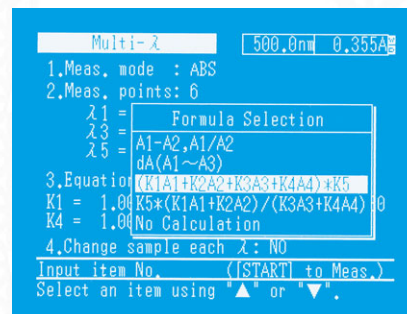 Multi-λ 500.0nm 0.355A
1.Meas. mode : ABS
2.Meas. points: 6
λ1 =
λ3 =
λ5 =
Formula Selection
A1-A2,A1/A2
dA(A1~A3)
(K1A1+K2A2+K3A3+K4A4)*K5
K5*(K1A1+K2A2)/(K3A3+K4A4)
No Calculation
3.Equation
K1 = 1.00
K4 = 1.00
4.Change sample each λ: NO
Input item No. ([START] to Meas.)
Select an item using "▲" or "▼".